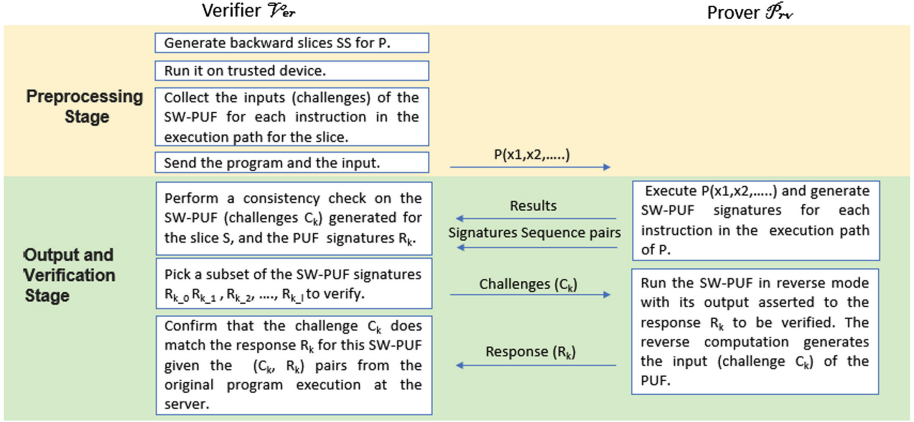 Verifier 𝒱er
Prover 𝒫rv
Preprocessing
Stage
Generate backward slices SS for P.
Run it on trusted device.
Collect the inputs (challenges) of the
SW-PUF for each instruction in the
execution path for the slice.
Send the program and the input.
P(x1,x2,…..)
Output and
Verification
Stage
Perform a consistency check on the
SW-PUF (challenges Ck) generated for
the slice S, and the PUF signatures Rk.
Results
Signatures Sequence pairs
Execute P(x1,x2,…..) and generate
SW-PUF signatures for each
instruction in the execution path
of P.
Pick a subset of the SW-PUF signatures
Rk_0 Rk_1 , Rk_2, …., Rk_l to verify.
Challenges (Ck)
Run the SW-PUF in reverse mode
with its output asserted to the
response Rk to be verified. The
reverse computation generates
the input (challenge Ck) of the
PUF.
Confirm that the challenge Ck does
match the response Rk for this SW-PUF
given the (Ck, Rk) pairs from the
original program execution at the
server.
Response (Rk)